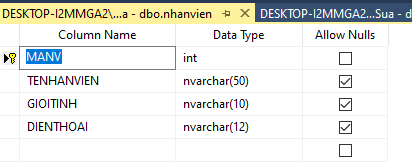 DESKTOP-I2MMGA2\...a - dbo.nhanvien DESKTOP-I2MMGA2\...Sua - d
Column Name Data Type Allow Nulls
MANV int
TENHANVIEN nvarchar(50)
GIOITINH nvarchar(10)
DIENTHOAI nvarchar(12)